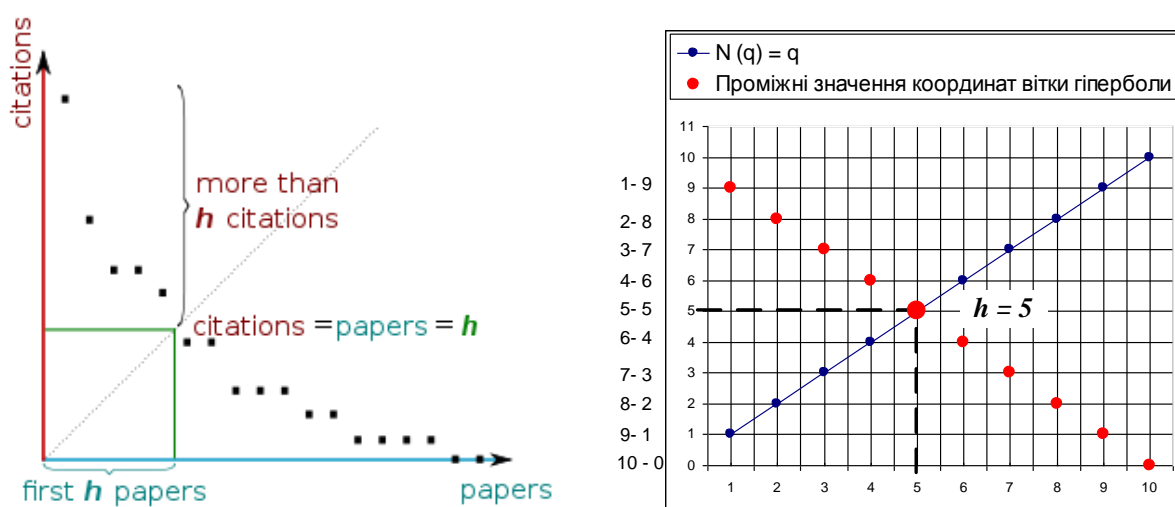 citations
more than
h citations
citations =papers = h
first h papers
papers
N (q) = q
Проміжні значення координат вітки гіперболи
1- 9
2- 8
3- 7
4- 6
5- 5
6- 4
7- 3
8- 2
9- 1
10 - 0
11
10
9
8
7
6
5
4
3
2
1
0
h = 5
1 2 3 4 5 6 7 8 9 10